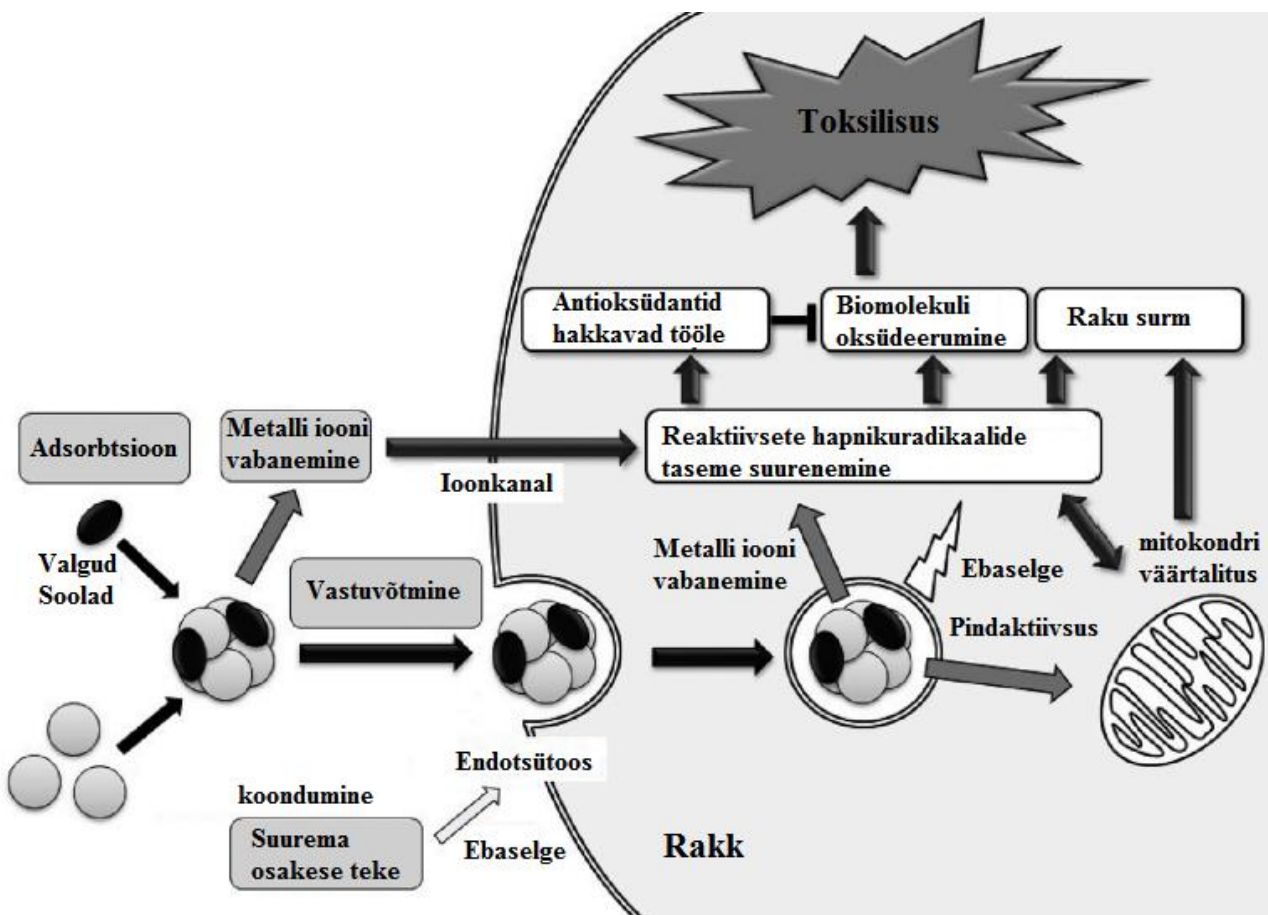 Toksilisus
Antioksüdantid
hakkavad tööle
Biomolekuli
oksüdeerumine
Raku surm
Adsorbtsioon
Metalli iooni
vabanemine
Reaktiivsete hapnikuradikaalide
taseme suurenemine
Ioonkanal
Valgud
Soolad
Vastuvõtmine
Metalli iooni
vabanemine
Ebaselge
mitokondri
väärtalitus
Pindaktiivsus
Endotsütoos
koondumine
Suurema
osakese teke
Ebaselge
Rakk